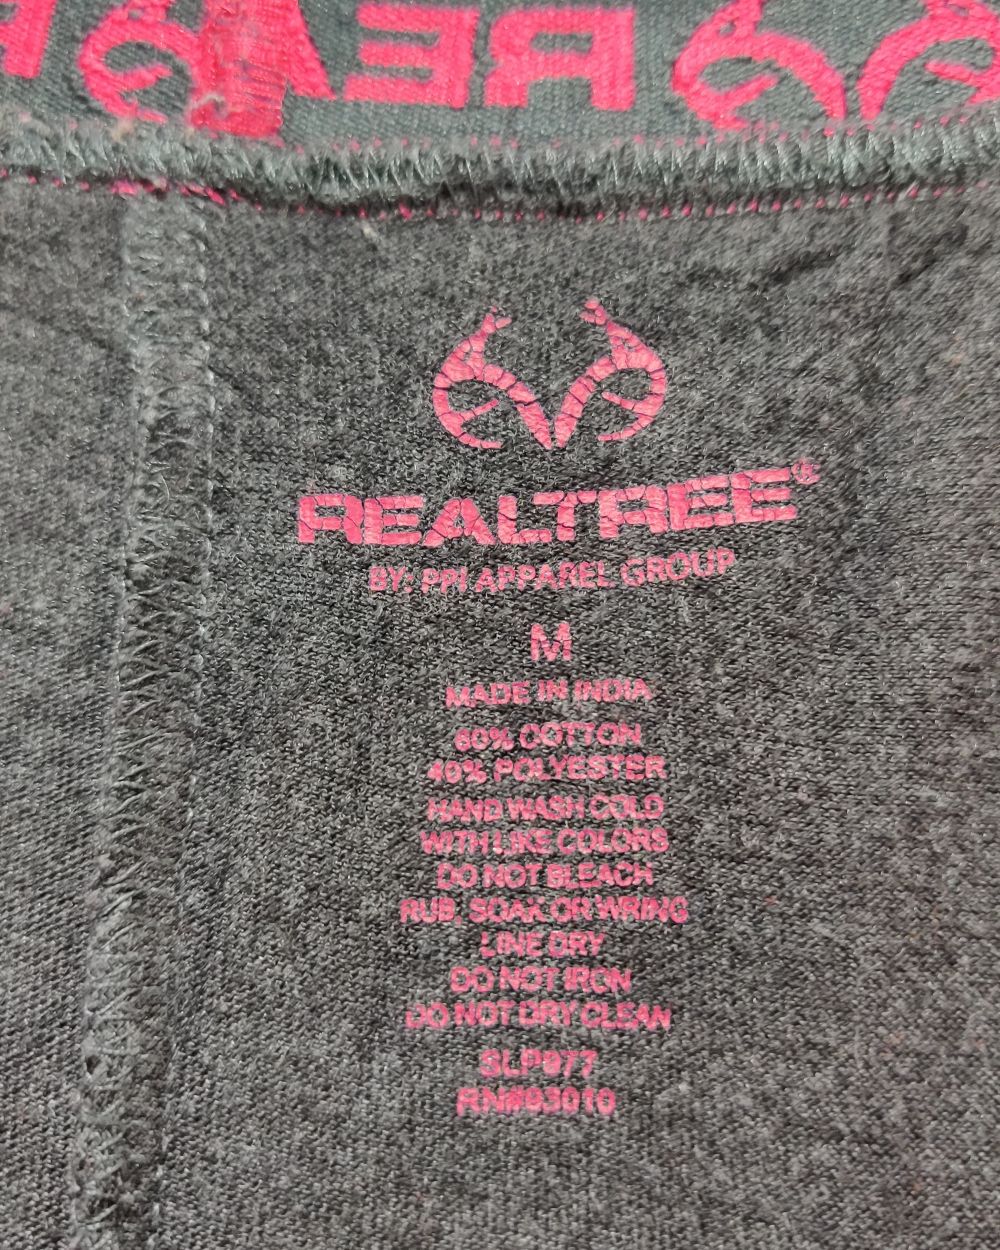 REALTREE®
BY: PPI APPAREL GROUP
M
MADE IN INDIA
60% COTTON
40% POLYESTER
HAND WASH COLD
WITH LIKE COLORS
DO NOT BLEACH
RUB, SOAK OR WRING
LINE DRY
DO NOT IRON
DO NOT DRY CLEAN
SLP977
RN#93010